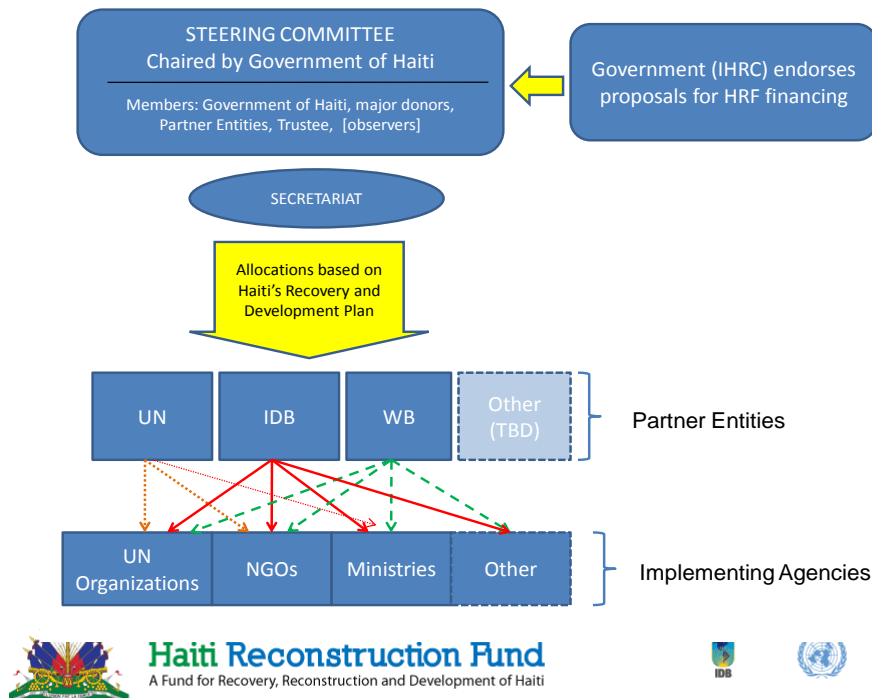 STEERING COMMITTEE
Chaired by Government of Haiti
Members: Government of Haiti, major donors,
Partner Entities, Trustee, [observers]
Government (IHRC) endorses
proposals for HRF financing
SECRETARIAT
Allocations based on
Haiti's Recovery and
Development Plan
UN
IDB
WB
Other
(TBD)
Partner Entities
UN
Organizations
NGOs
Ministries
Other
Implementing Agencies
Haiti Reconstruction Fund
A Fund for Recovery, Reconstruction and Development of Haiti
IDB